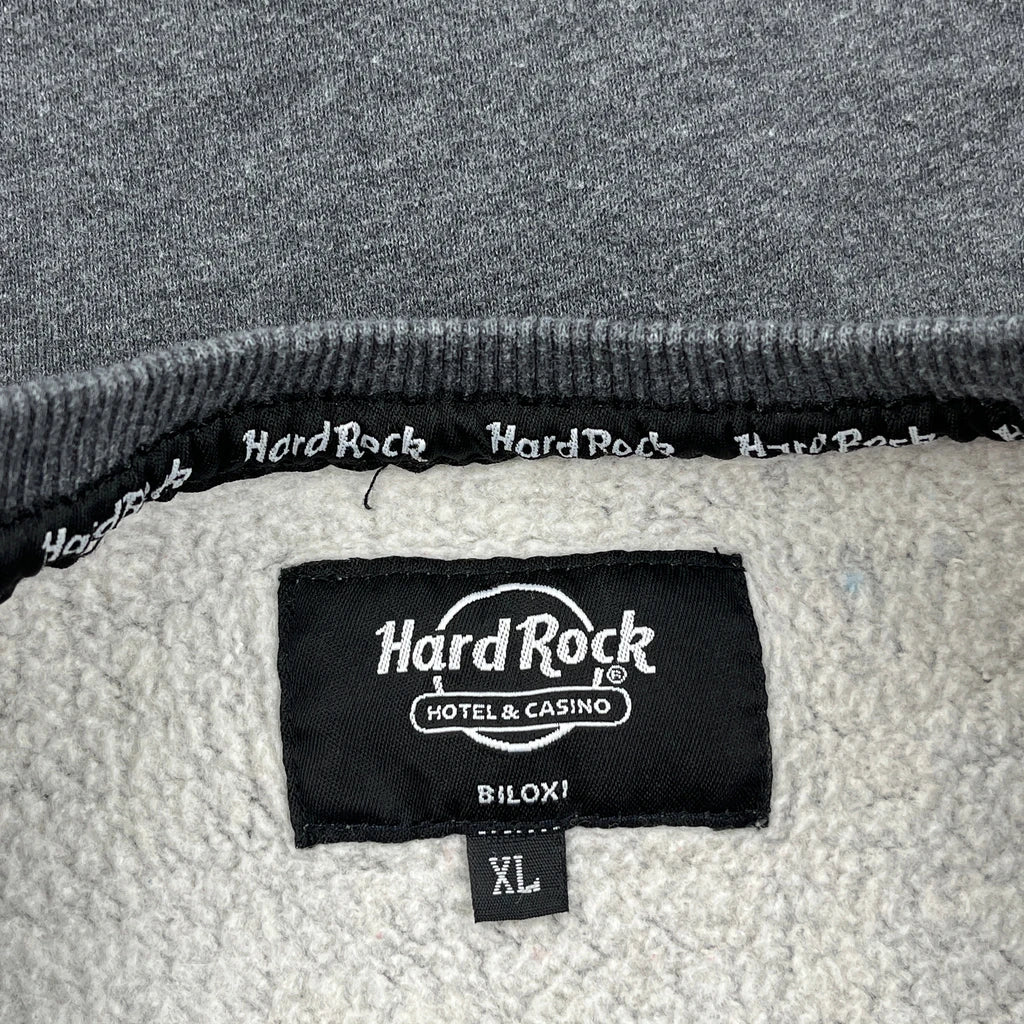 Hard Rock Hard Rock Hard Rock Hard Rock
Hard Rock
®
HOTEL & CASINO
BILOXI
XL